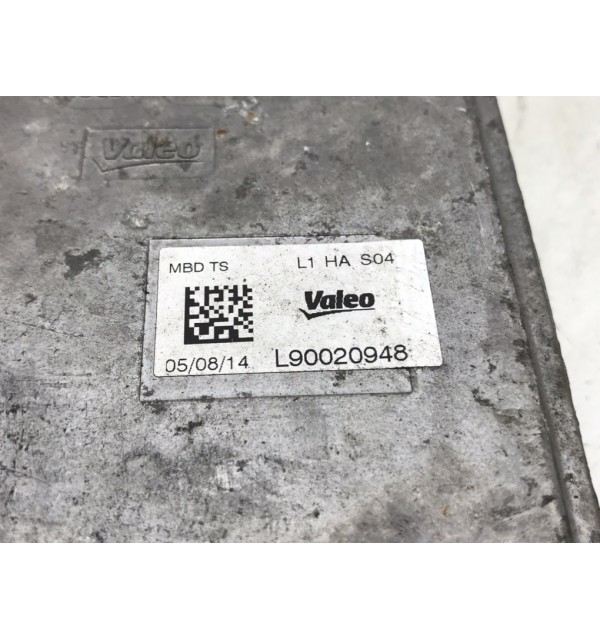 Valeo
MBD TS L1 HA S04
Valeo
05/08/14 L90020948